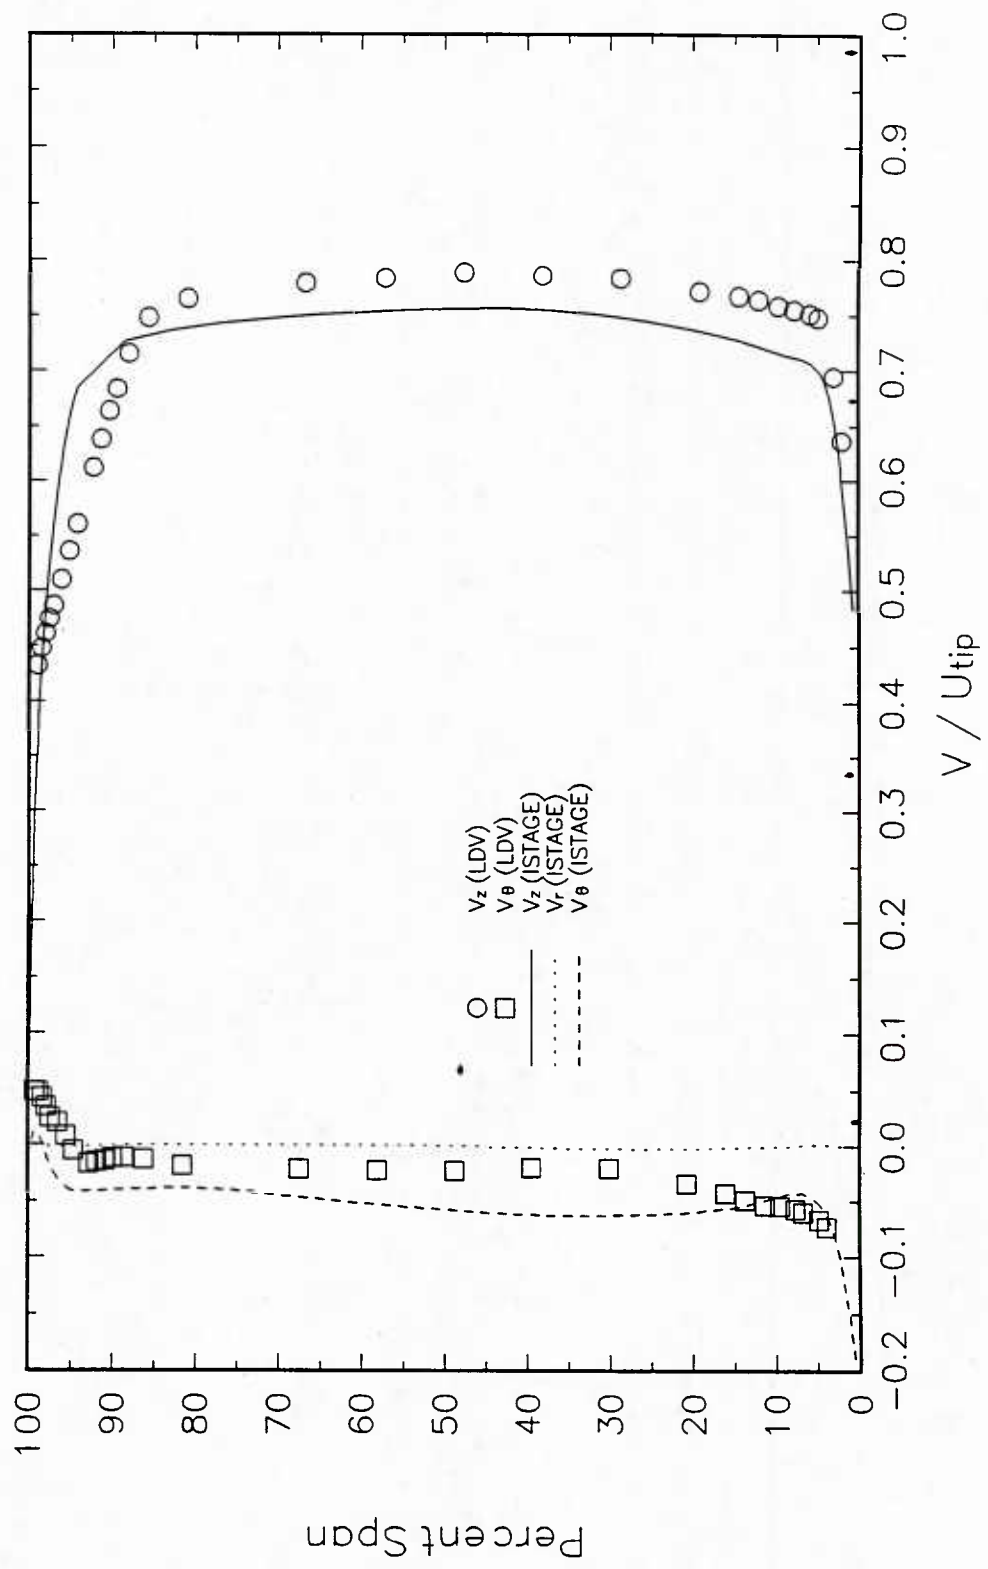 Percent Span
100
90
80
70
60
50
40
30
20
10
0
Vz (LDV)
Vθ (LDV)
Vz (ISTAGE)
Vr (ISTAGE)
Vθ (ISTAGE)
−0.2 −0.1 0.0 0.1 0.2 0.3 0.4 0.5 0.6 0.7 0.8 0.9 1.0
V / Utip